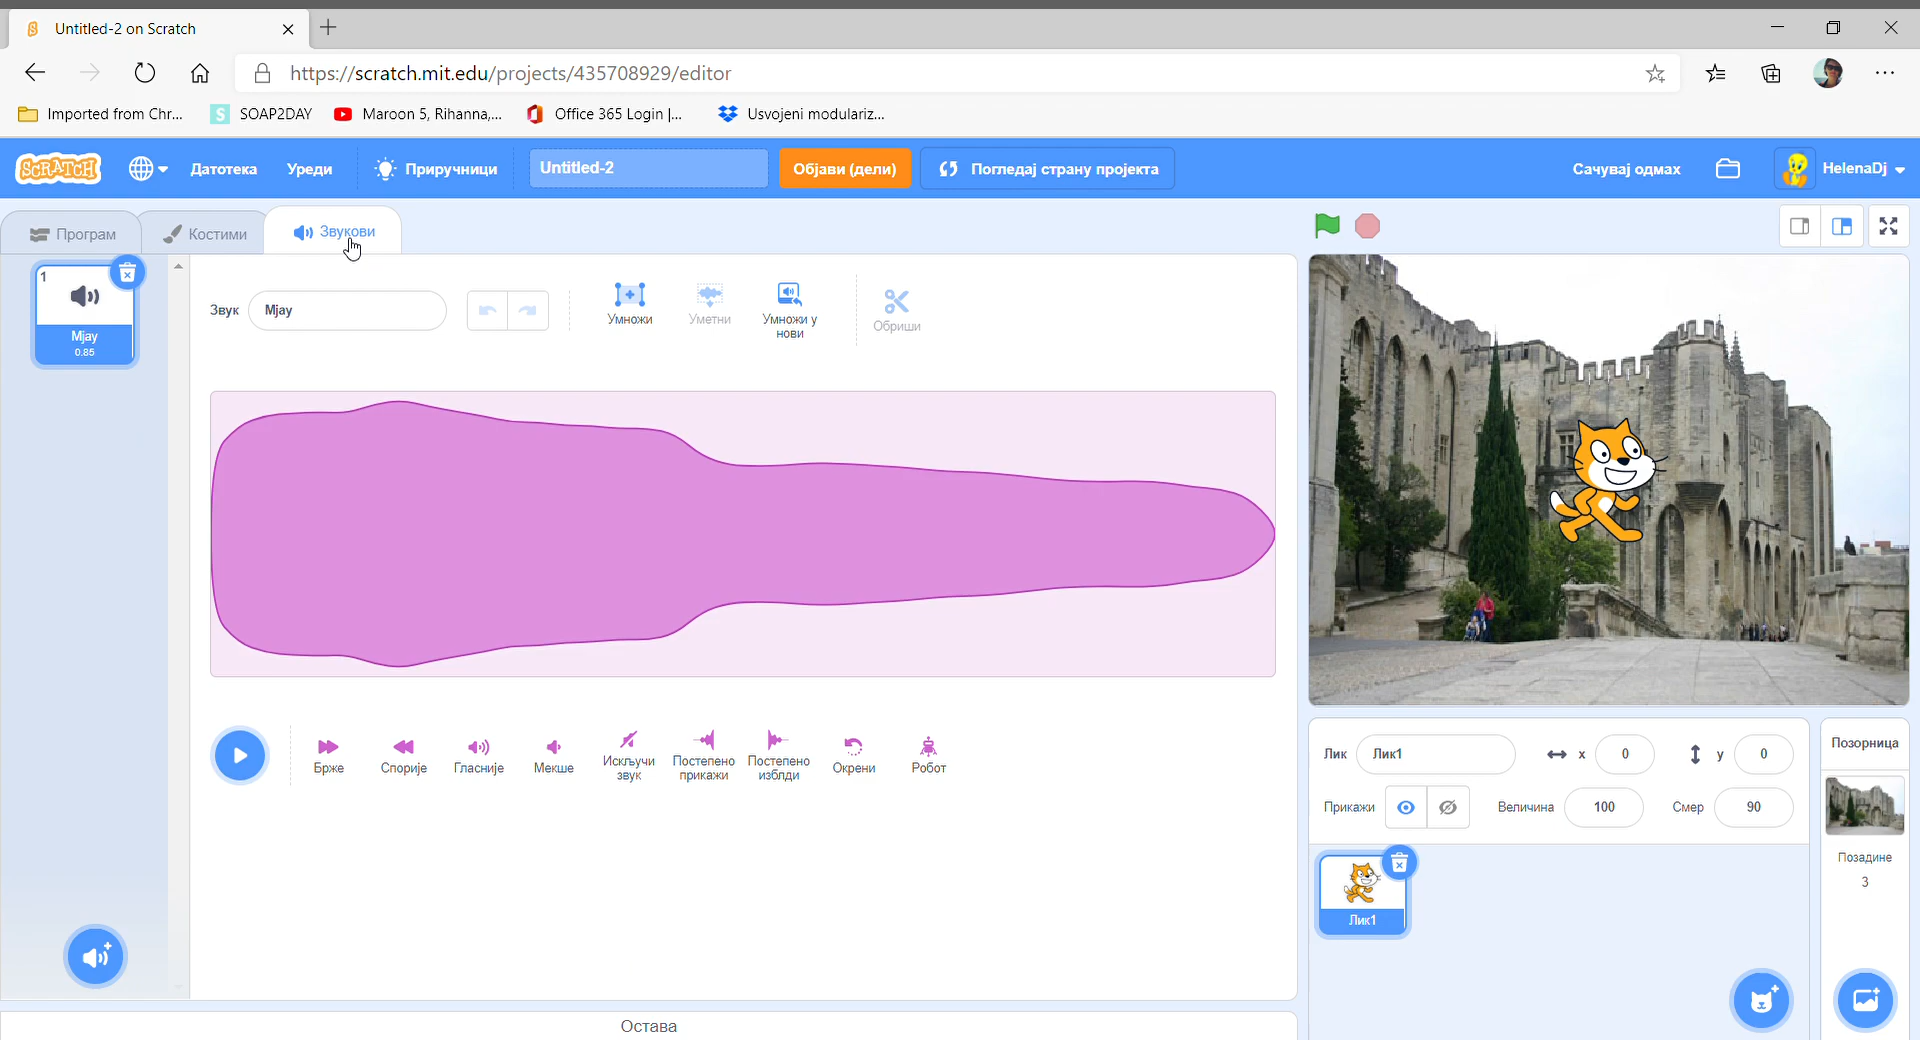 Untitled-2 on Scratch
https://scratch.mit.edu/projects/435708929/editor
Imported from Chr... SOAP2DAY Maroon 5, Rihanna,... Office 365 Login |... Usvojeni modulariz...
SCRATCH Датотека Уреди Приручници Untitled-2 Објави (дели) Погледај страну пројекта Сачувај одмах HelenaDj
Програм Костими Звукови
1
Мјау
0.85
Звук Мјау
Умножи Уметни Умножи у
нови
Обриши
Брже Спорије Гласније Мекше Искључи
звук
Постепено
прикажи
Постепено
изблди
Окрени Робот
Остава
Лик Лик1 x 0 y 0
Прикажи Величина 100 Смер 90
Лик1
Позорница
Позадине
3